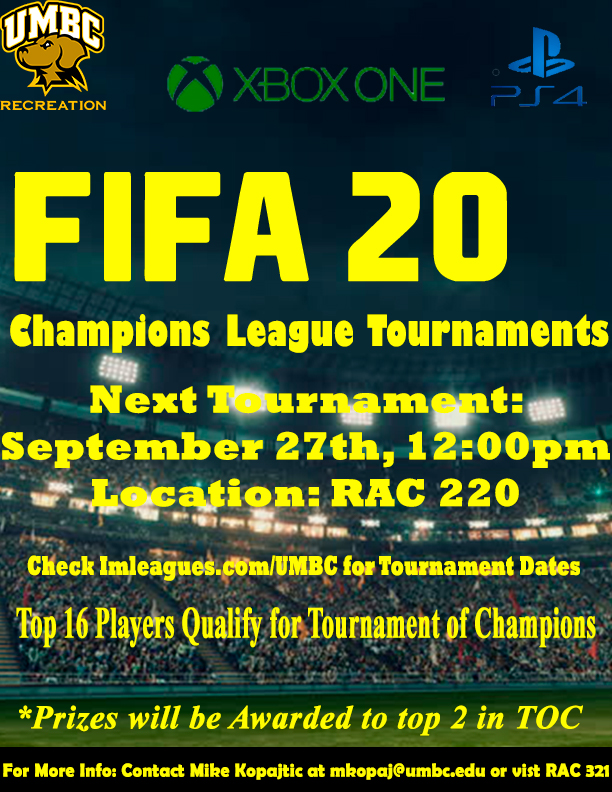 UMBC
RECREATION
XBOX ONE
PS4
FIFA 20
Champions League Tournaments
Next Tournament:
September 27th, 12:00pm
Location: RAC 220
Check Imleagues.com/UMBC for Tournament Dates
Top 16 Players Qualify for Tournament of Champions
*Prizes will be Awarded to top 2 in TOC
For More Info: Contact Mike Kopajtic at mkopaj@umbc.edu or vist RAC 321